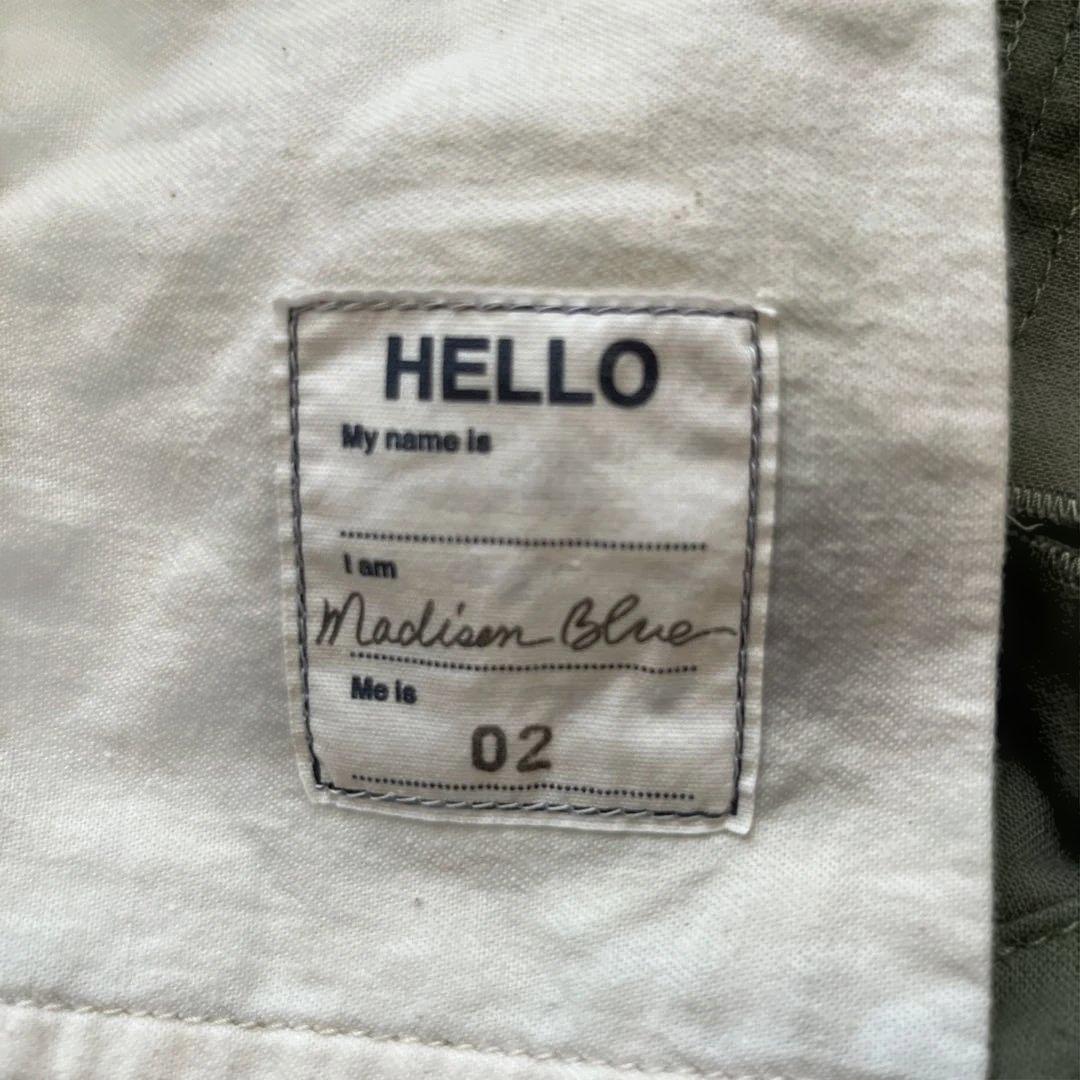 HELLO
My name is
I am
Madison Blue
Me is
02